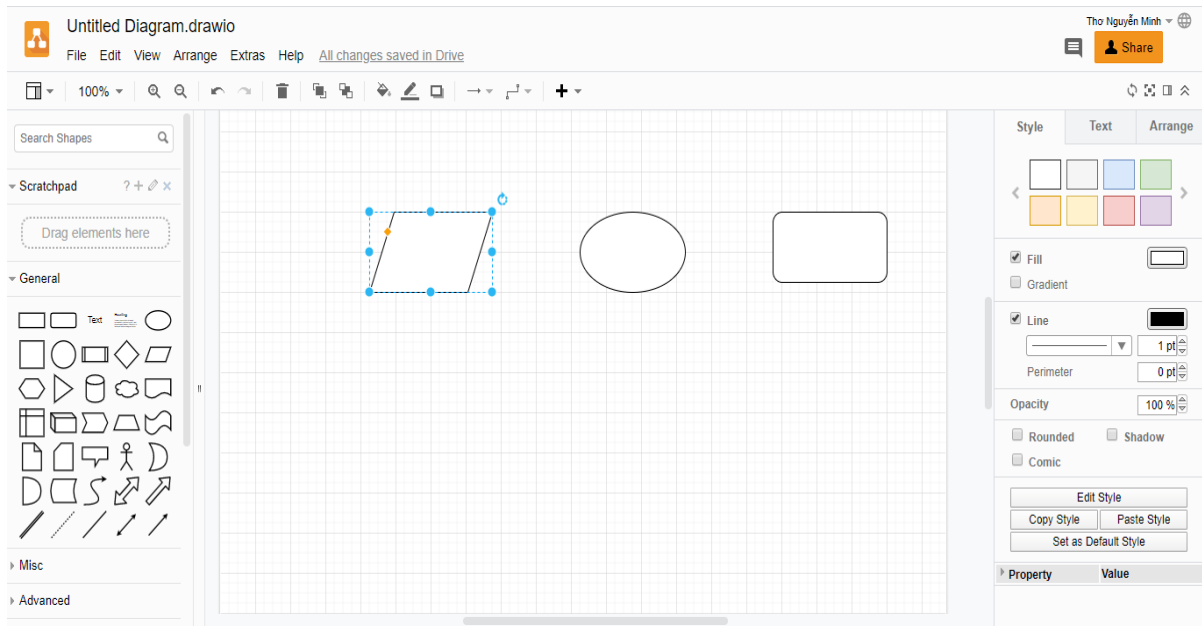 Untitled Diagram.drawio
Thơ Nguyễn Minh
File Edit View Arrange Extras Help All changes saved in Drive
Share
100%
Search Shapes
Style Text Arrange
Scratchpad ?
Drag elements here
General
Text
Heading
Fill
Gradient
Line
1 pt
Perimeter 0 pt
Opacity 100 %
Rounded Shadow
Comic
Edit Style
Copy Style Paste Style
Set as Default Style
Misc
Property Value
Advanced